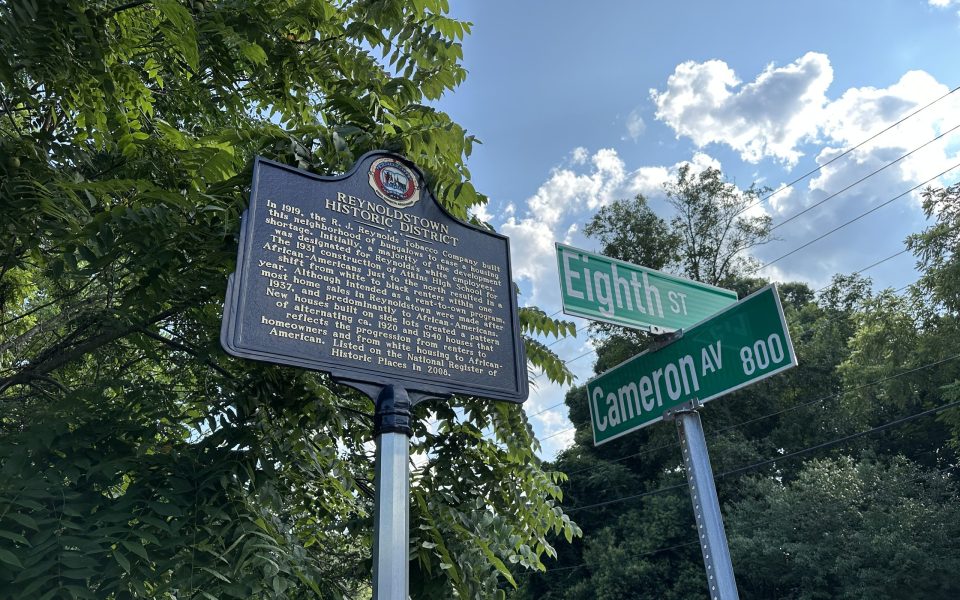 REYNOLDSTOWN
HISTORIC DISTRICT
In 1919, the R. J. Reynolds Tobacco Company built
this neighborhood of bungalows to ease a housing
shortage. Initially, a majority of the development
was designated for Reynolds's white employees.
The 1931 construction of Atkins High School for
African-Americans just to the north resulted in a
shift from white to black renters within one
year. Although intended as a rent-to-own program,
most home sales in Reynoldstown were made after
1937, and predominantly to African-Americans.
New houses built on side lots created a pattern
of alternating ca. 1920 and 1940 houses that
reflects the progression from renters to
homeowners and from white housing to African-
American. Listed on the National Register of
Historic Places in 2008.
Eighth ST
Cameron AV 800